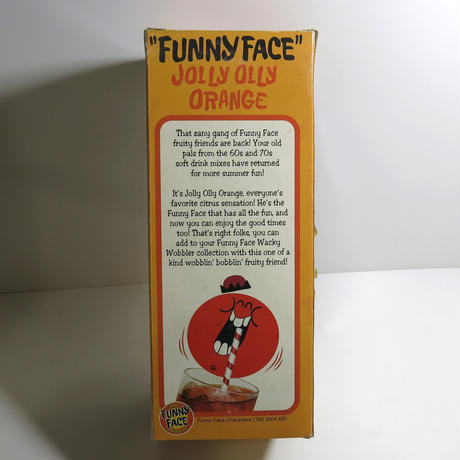 "FUNNY FACE"
JOLLY OLLY
ORANGE
That zany gang of Funny Face
fruity friends are back! Your old
pals from the 60s and 70s
soft drink mixes have returned
for more summer fun!
It's Jolly Olly Orange, everyone's
favorite citrus sensation! He's the
Funny Face that has all the fun, and
now you can enjoy the good times
too! That's right folks, you can
add to your Funny Face Wacky
Wobbler collection with this one of a
kind wobblin' bobblin' fruity friend!
FUNNY
FACE
Funny Face Characters (TM) 2004 BEI